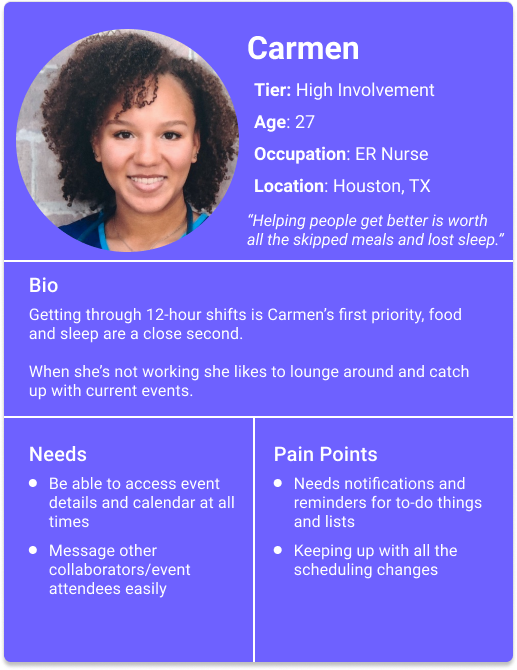 Carmen
Tier: High Involvement
Age: 27
Occupation: ER Nurse
Location: Houston, TX
“Helping people get better is worth
all the skipped meals and lost sleep.”
Bio
Getting through 12-hour shifts is Carmen’s first priority, food
and sleep are a close second.
When she’s not working she likes to lounge around and catch
up with current events.
Needs
Be able to access event
details and calendar at all
times
Message other
collaborators/event
attendees easily
Pain Points
Needs notifications and
reminders for to-do things
and lists
Keeping up with all the
scheduling changes